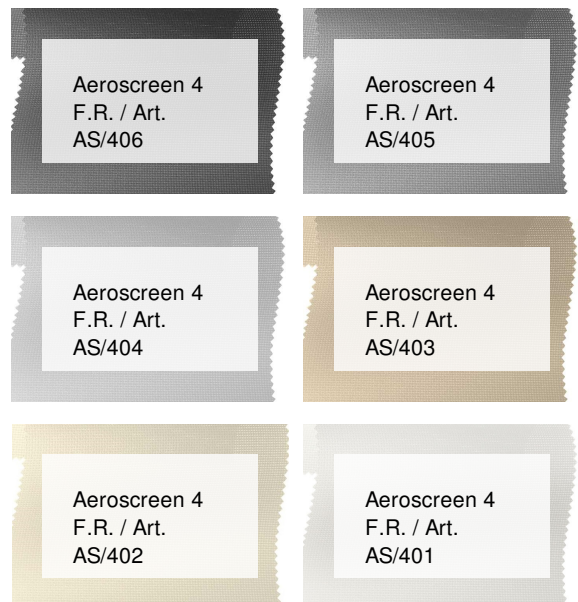 Aeroscreen 4
F.R. / Art.
AS/406
Aeroscreen 4
F.R. / Art.
AS/405
Aeroscreen 4
F.R. / Art.
AS/404
Aeroscreen 4
F.R. / Art.
AS/403
Aeroscreen 4
F.R. / Art.
AS/402
Aeroscreen 4
F.R. / Art.
AS/401